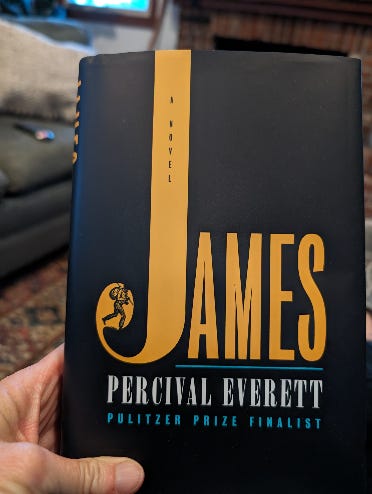 A NOVEL
JAMES
PERCIVAL EVERETT
PULITZER PRIZE FINALIST